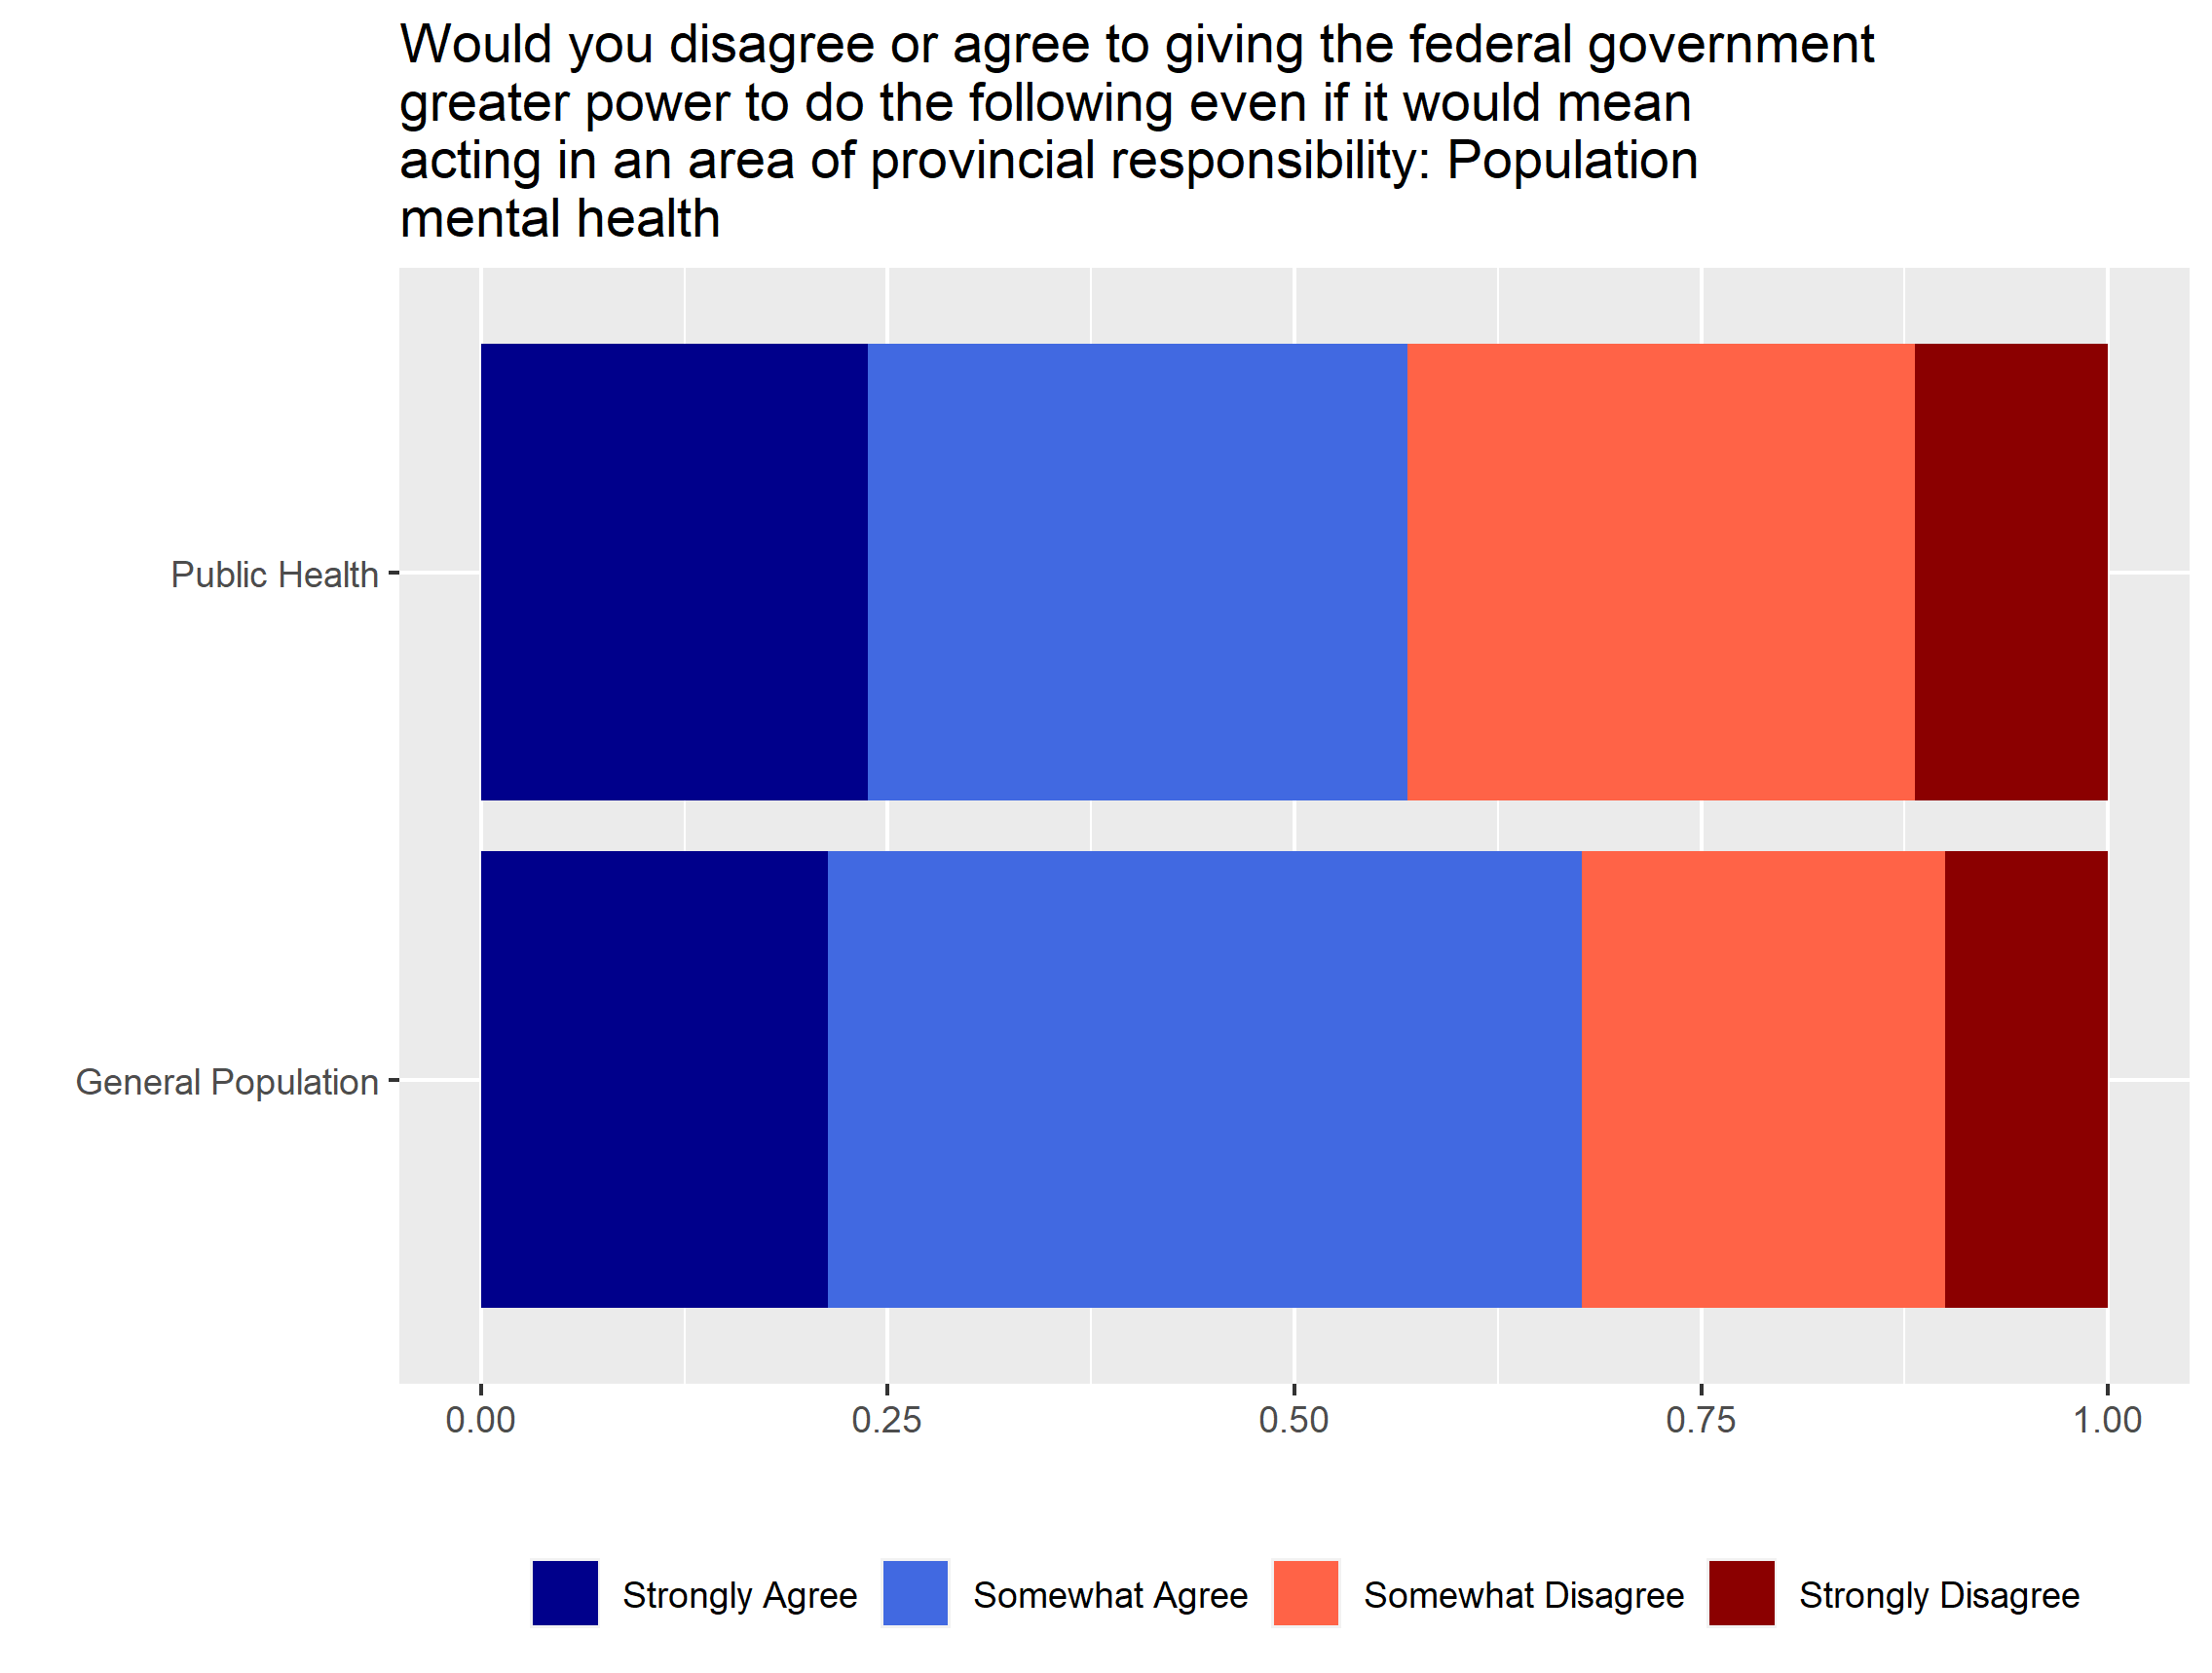 Would you disagree or agree to giving the federal government
greater power to do the following even if it would mean
acting in an area of provincial responsibility: Population
mental health
Public Health
General Population
0.00 0.25 0.50 0.75 1.00
Strongly Agree Somewhat Agree Somewhat Disagree Strongly Disagree